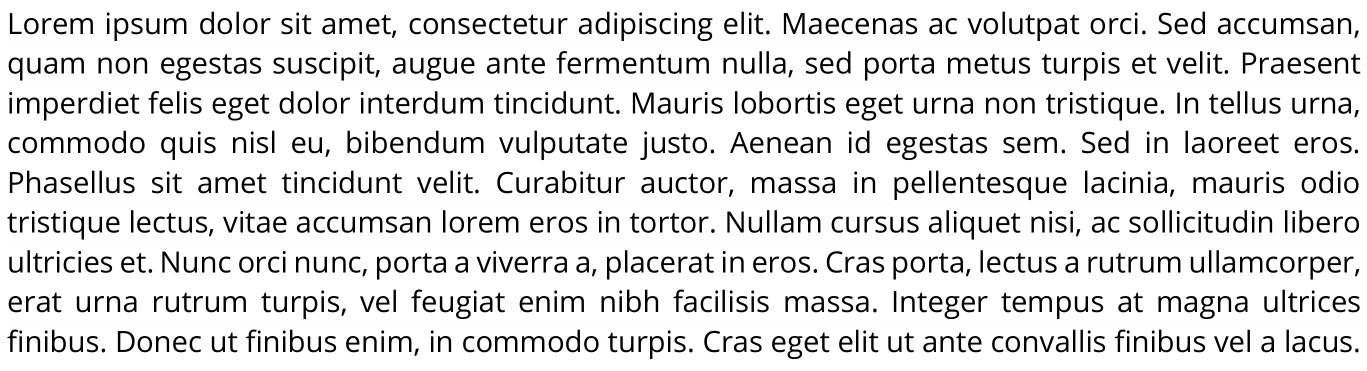 Lorem ipsum dolor sit amet, consectetur adipiscing elit. Maecenas ac volutpat orci. Sed accumsan,
quam non egestas suscipit, augue ante fermentum nulla, sed porta metus turpis et velit. Praesent
imperdiet felis eget dolor interdum tincidunt. Mauris lobortis eget urna non tristique. In tellus urna,
commodo quis nisl eu, bibendum vulputate justo. Aenean id egestas sem. Sed in laoreet eros.
Phasellus sit amet tincidunt velit. Curabitur auctor, massa in pellentesque lacinia, mauris odio
tristique lectus, vitae accumsan lorem eros in tortor. Nullam cursus aliquet nisi, ac sollicitudin libero
ultricies et. Nunc orci nunc, porta a viverra a, placerat in eros. Cras porta, lectus a rutrum ullamcorper,
erat urna rutrum turpis, vel feugiat enim nibh facilisis massa. Integer tempus at magna ultrices
finibus. Donec ut finibus enim, in commodo turpis. Cras eget elit ut ante convallis finibus vel a lacus.